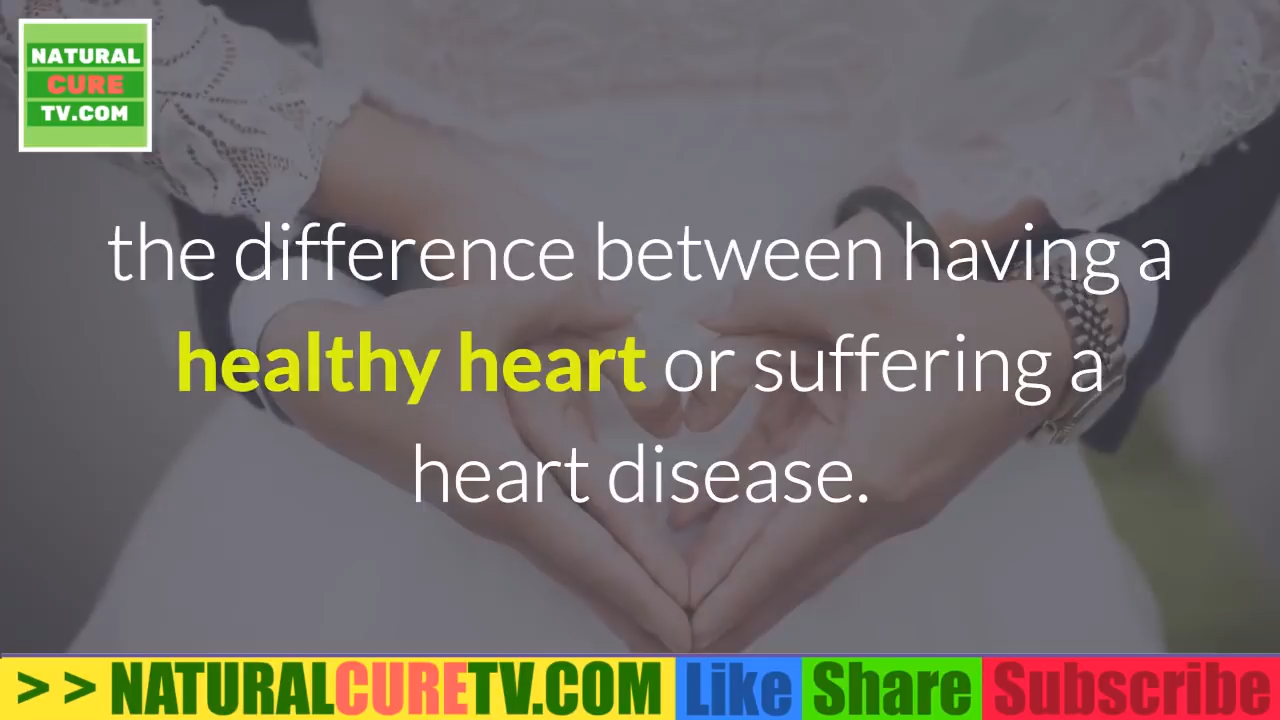 NATURAL
CURE
TV.COM
the difference between having a
healthy heart or suffering a
heart disease.
> > NATURALCURETV.COM Like Share Subscribe